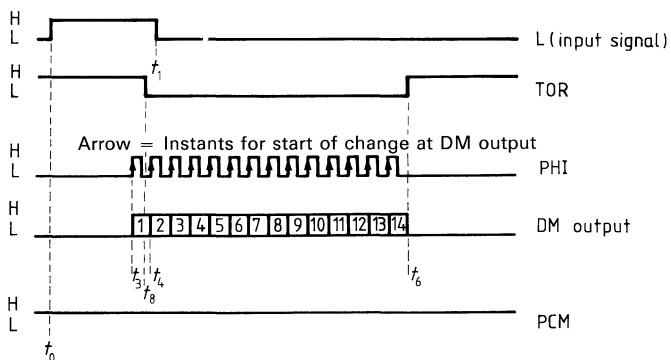 H
L
L (input signal)
t1
H
L
TOR
Arrow = Instants for start of change at DM output
H
L
PHI
H
L
1 2 3 4 5 6 7 8 9 10 11 12 13 14
DM output
t3 t8 t4 t6
H
L
PCM
t0